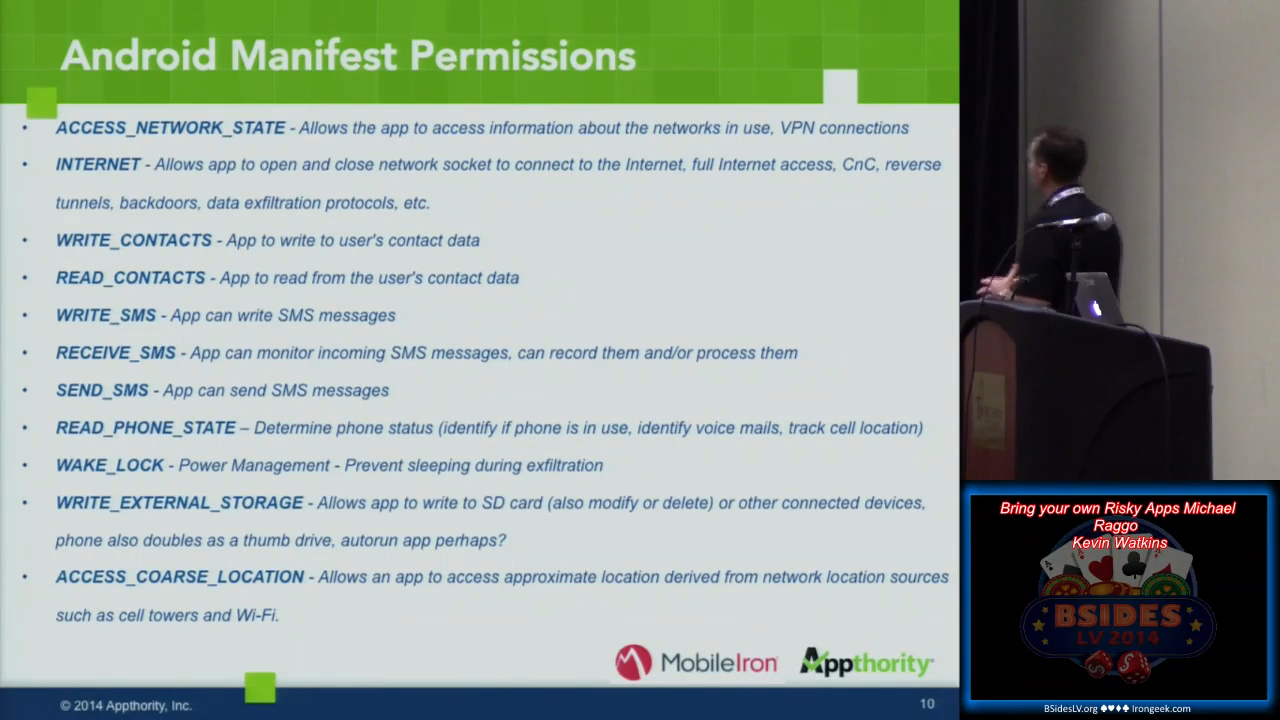 Android Manifest Permissions
• ACCESS_NETWORK_STATE - Allows the app to access information about the networks in use, VPN connections
• INTERNET - Allows app to open and close network socket to connect to the Internet, full Internet access, CnC, reverse
tunnels, backdoors, data exfiltration protocols, etc.
• WRITE_CONTACTS - App to write to user's contact data
• READ_CONTACTS - App to read from the user's contact data
• WRITE_SMS - App can write SMS messages
• RECEIVE_SMS - App can monitor incoming SMS messages, can record them and/or process them
• SEND_SMS - App can send SMS messages
• READ_PHONE_STATE – Determine phone status (identify if phone is in use, identify voice mails, track cell location)
• WAKE_LOCK - Power Management - Prevent sleeping during exfiltration
• WRITE_EXTERNAL_STORAGE - Allows app to write to SD card (also modify or delete) or other connected devices,
phone also doubles as a thumb drive, autorun app perhaps?
• ACCESS_COARSE_LOCATION - Allows an app to access approximate location derived from network location sources
such as cell towers and Wi-Fi.
MobileIron Appthority
© 2014 Appthority, Inc.
10
Bring your own Risky Apps Michael
Raggo
Kevin Watkins
BSIDES
LV 2014
BSidesLV.org ♠♥♦♣ Irongeek.com